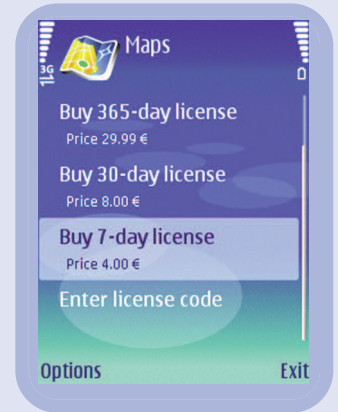 Maps
3G
Buy 365-day license
Price 29.99 €
Buy 30-day license
Price 8.00 €
Buy 7-day license
Price 4.00 €
Enter license code
Options Exit